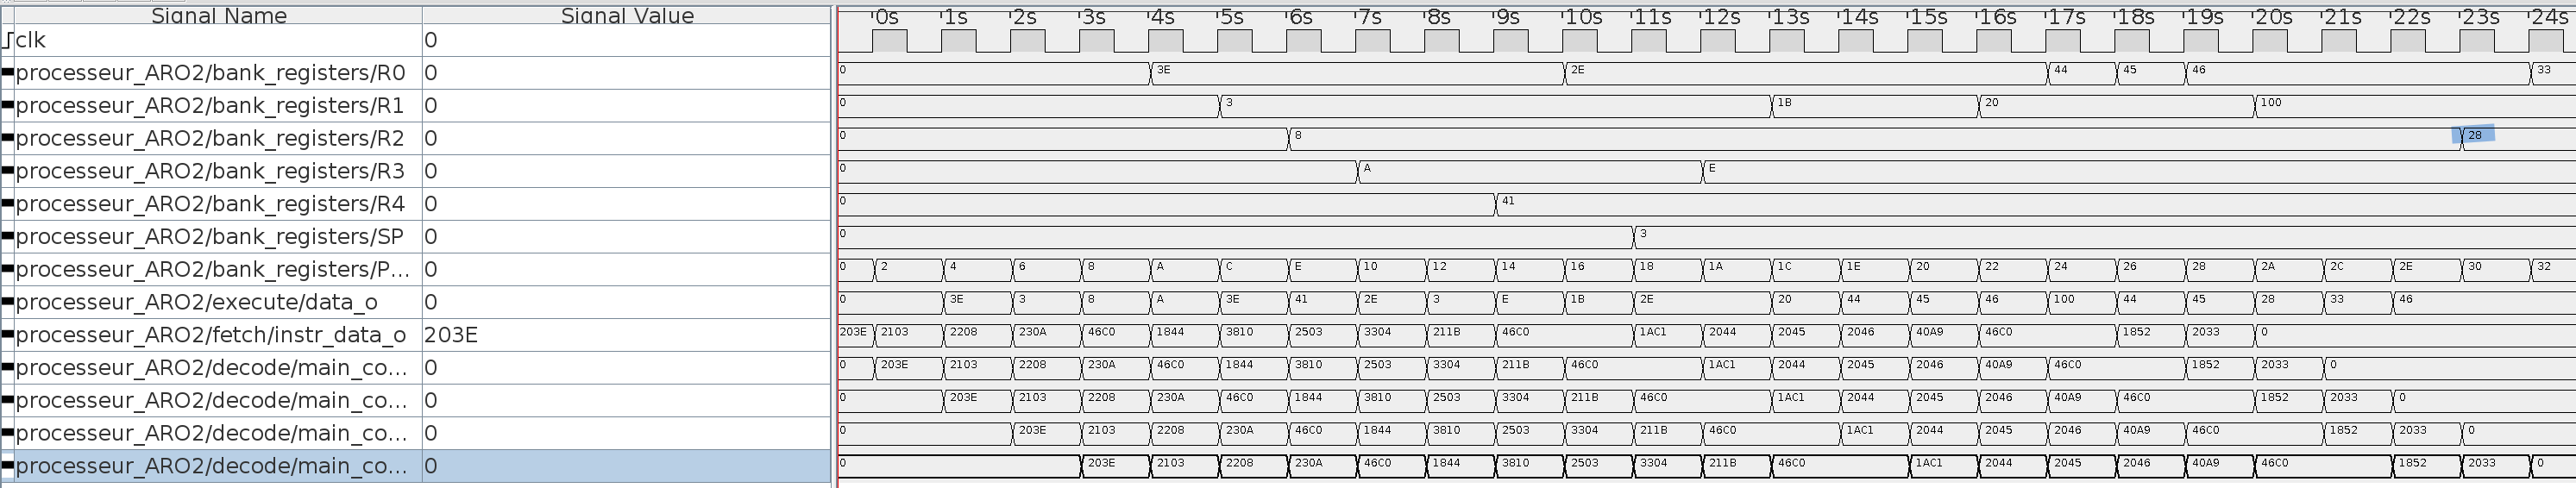 Signal Name Signal Value 0s 1s 2s 3s 4s 5s 6s 7s 8s 9s 10s 11s 12s 13s 14s 15s 16s 17s 18s 19s 20s 21s 22s 23s 24s
clk 0
processeur_ARO2/bank_registers/R0 0 0 3E 2E 44 45 46 33
processeur_ARO2/bank_registers/R1 0 0 3 1B 20 100
processeur_ARO2/bank_registers/R2 0 0 8 28
processeur_ARO2/bank_registers/R3 0 0 A E
processeur_ARO2/bank_registers/R4 0 0 41
processeur_ARO2/bank_registers/SP 0 0 3
processeur_ARO2/bank_registers/P... 0 0 2 4 6 8 A C E 10 12 14 16 18 1A 1C 1E 20 22 24 26 28 2A 2C 2E 30 32
processeur_ARO2/execute/data_o 0 0 3E 3 8 A 3E 41 2E 3 E 1B 2E 20 44 45 46 100 44 45 28 33 46
processeur_ARO2/fetch/instr_data_o 203E 203E 2103 2208 230A 46C0 1844 3810 2503 3304 211B 46C0 1AC1 2044 2045 2046 40A9 46C0 1852 2033 0
processeur_ARO2/decode/main_co... 0 0 203E 2103 2208 230A 46C0 1844 3810 2503 3304 211B 46C0 1AC1 2044 2045 2046 40A9 46C0 1852 2033 0
processeur_ARO2/decode/main_co... 0 0 203E 2103 2208 230A 46C0 1844 3810 2503 3304 211B 46C0 1AC1 2044 2045 2046 40A9 46C0 1852 2033 0
processeur_ARO2/decode/main_co... 0 0 203E 2103 2208 230A 46C0 1844 3810 2503 3304 211B 46C0 1AC1 2044 2045 2046 40A9 46C0 1852 2033 0
processeur_ARO2/decode/main_co... 0 0 203E 2103 2208 230A 46C0 1844 3810 2503 3304 211B 46C0 1AC1 2044 2045 2046 40A9 46C0 1852 2033 0